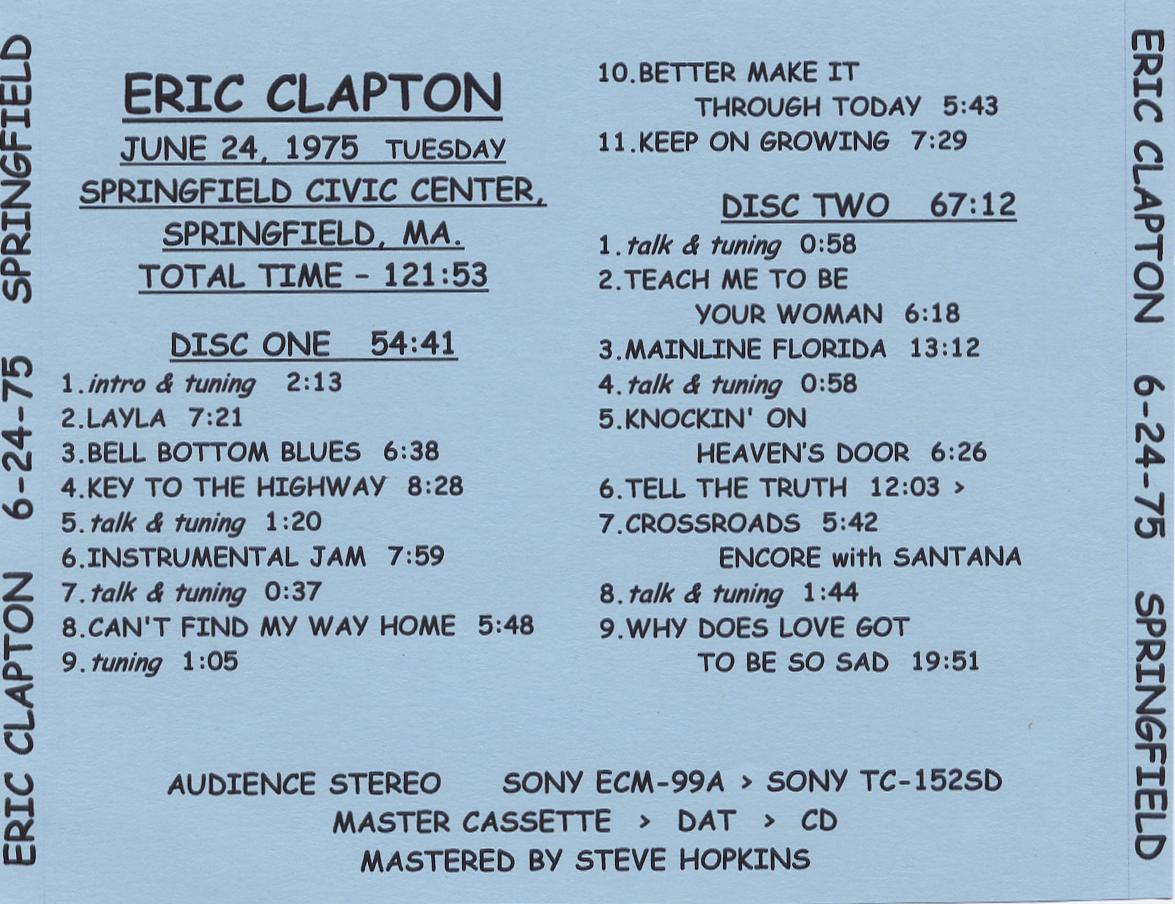 ERIC CLAPTON   6-24-75   SPRINGFIELD
ERIC CLAPTON
JUNE 24, 1975 TUESDAY
SPRINGFIELD CIVIC CENTER,
SPRINGFIELD, MA.
TOTAL TIME - 121:53
DISC ONE 54:41
1.intro & tuning 2:13
2.LAYLA 7:21
3.BELL BOTTOM BLUES 6:38
4.KEY TO THE HIGHWAY 8:28
5.talk & tuning 1:20
6.INSTRUMENTAL JAM 7:59
7.talk & tuning 0:37
8.CAN'T FIND MY WAY HOME 5:48
9.tuning 1:05
10.BETTER MAKE IT
THROUGH TODAY 5:43
11.KEEP ON GROWING 7:29
DISC TWO 67:12
1.talk & tuning 0:58
2.TEACH ME TO BE
YOUR WOMAN 6:18
3.MAINLINE FLORIDA 13:12
4.talk & tuning 0:58
5.KNOCKIN' ON
HEAVEN'S DOOR 6:26
6.TELL THE TRUTH 12:03 >
7.CROSSROADS 5:42
ENCORE with SANTANA
8.talk & tuning 1:44
9.WHY DOES LOVE GOT
TO BE SO SAD 19:51
AUDIENCE STEREO SONY ECM-99A > SONY TC-152SD
MASTER CASSETTE > DAT > CD
MASTERED BY STEVE HOPKINS
ERIC CLAPTON   6-24-75   SPRINGFIELD